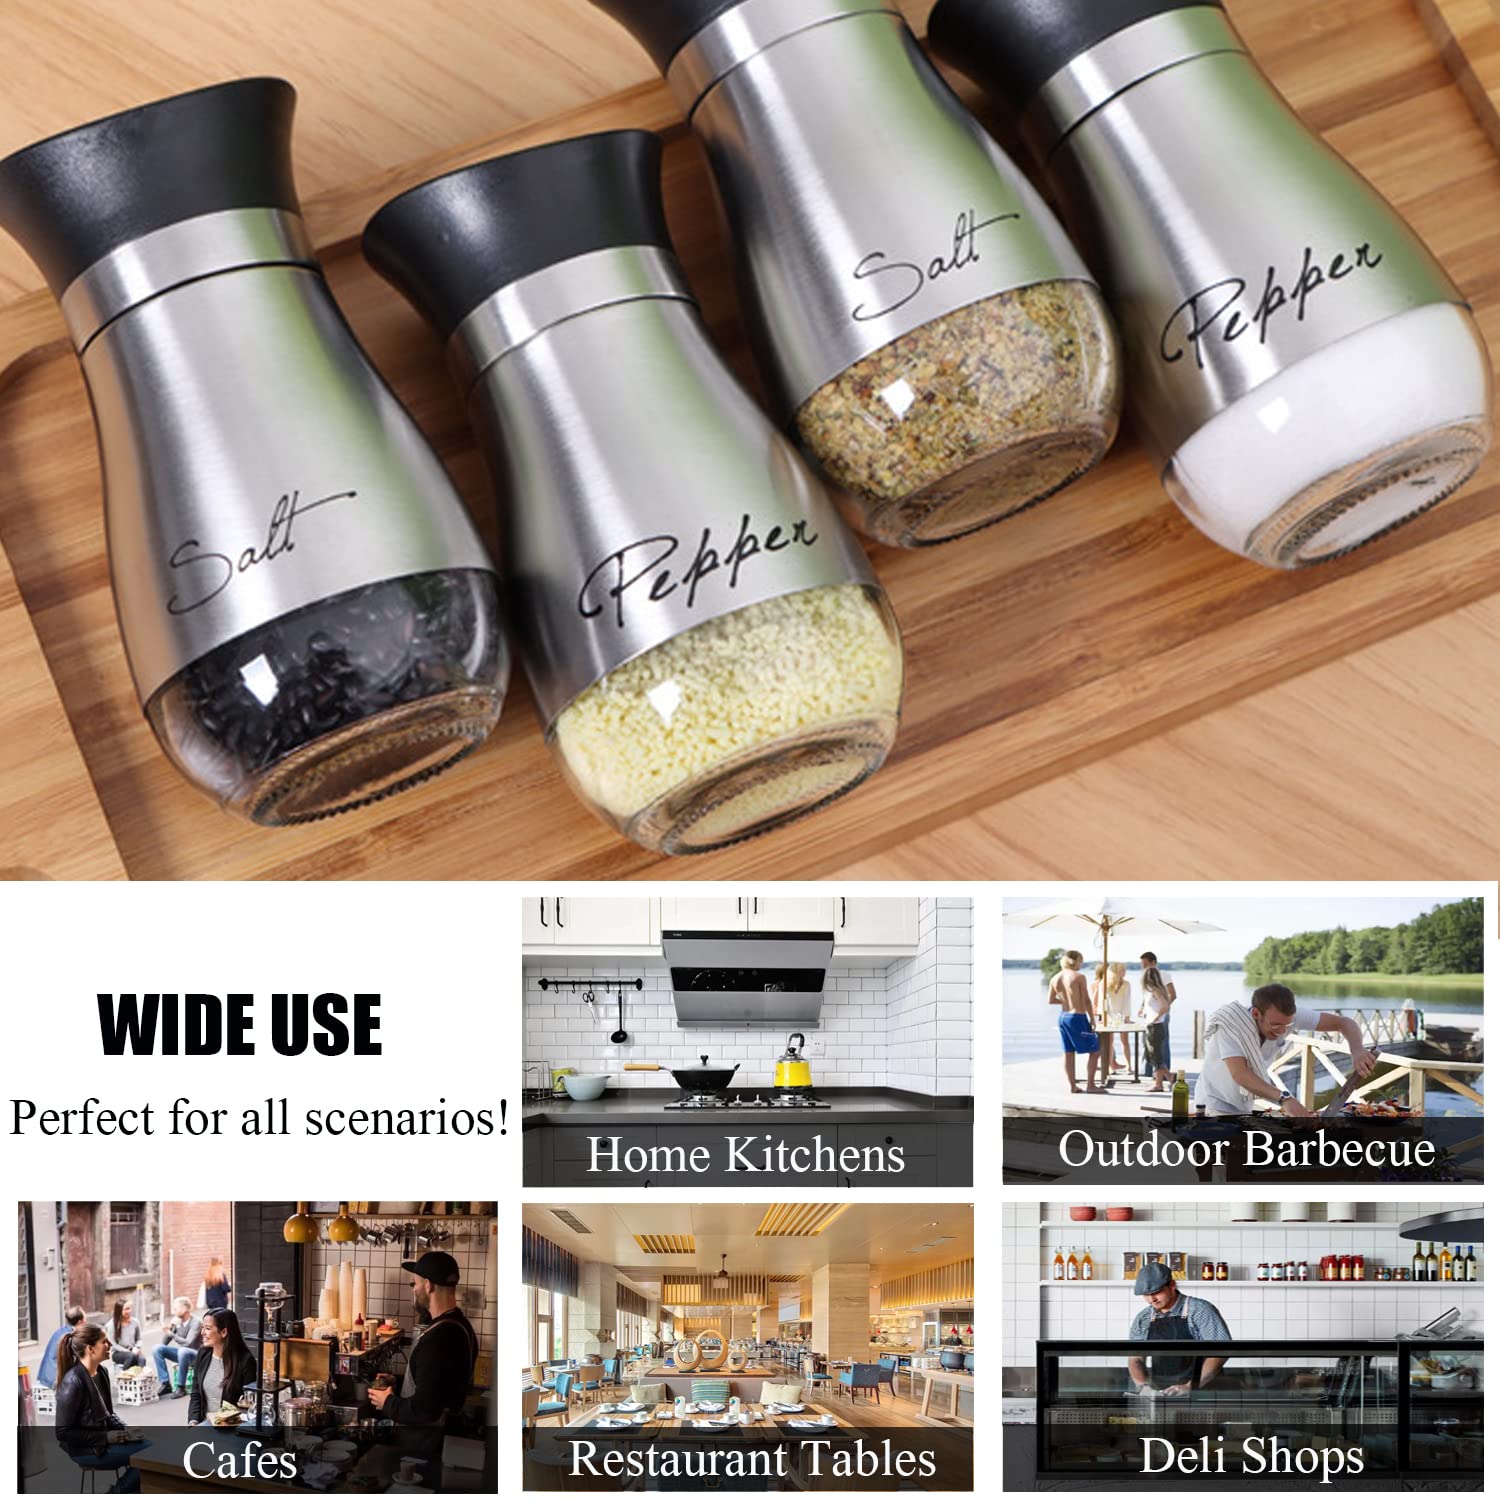 Salt
Pepper
Salt
Pepper
WIDE USE
Perfect for all scenarios!
Home Kitchens
Outdoor Barbecue
Cafes
Restaurant Tables
Deli Shops